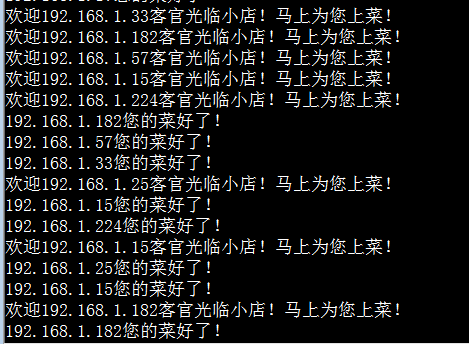 欢迎192.168.1.33客官光临小店！马上为您上菜！
欢迎192.168.1.182客官光临小店！马上为您上菜！
欢迎192.168.1.57客官光临小店！马上为您上菜！
欢迎192.168.1.15客官光临小店！马上为您上菜！
欢迎192.168.1.224客官光临小店！马上为您上菜！
192.168.1.182您的菜好了！
192.168.1.57您的菜好了！
192.168.1.33您的菜好了！
欢迎192.168.1.25客官光临小店！马上为您上菜！
192.168.1.15您的菜好了！
192.168.1.224您的菜好了！
欢迎192.168.1.15客官光临小店！马上为您上菜！
192.168.1.25您的菜好了！
192.168.1.15您的菜好了！
欢迎192.168.1.182客官光临小店！马上为您上菜！
192.168.1.182您的菜好了！